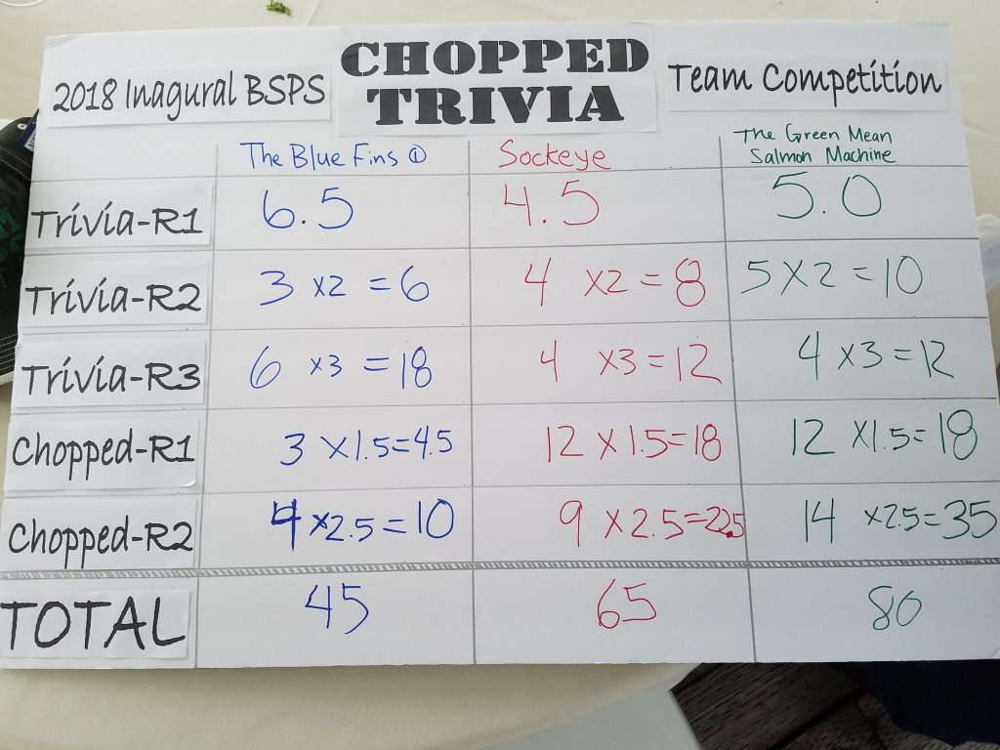 2018 Inagural BSPS
CHOPPED
TRIVIA
Team Competition
The Blue Fins ①
Sockeye
The Green Mean
Salmon Machine
Trivia-R1 6.5 4.5 5.0
Trivia-R2 3 x2 = 6 4 x2 = 8 5 x2 = 10
Trivia-R3 6 x3 = 18 4 x3 = 12 4 x3 = 12
Chopped-R1 3 x1.5=4.5 12 x1.5=18 12 x1.5=18
Chopped-R2 4 x2.5=10 9 x2.5=22.5 14 x2.5=35
TOTAL 45 65 80